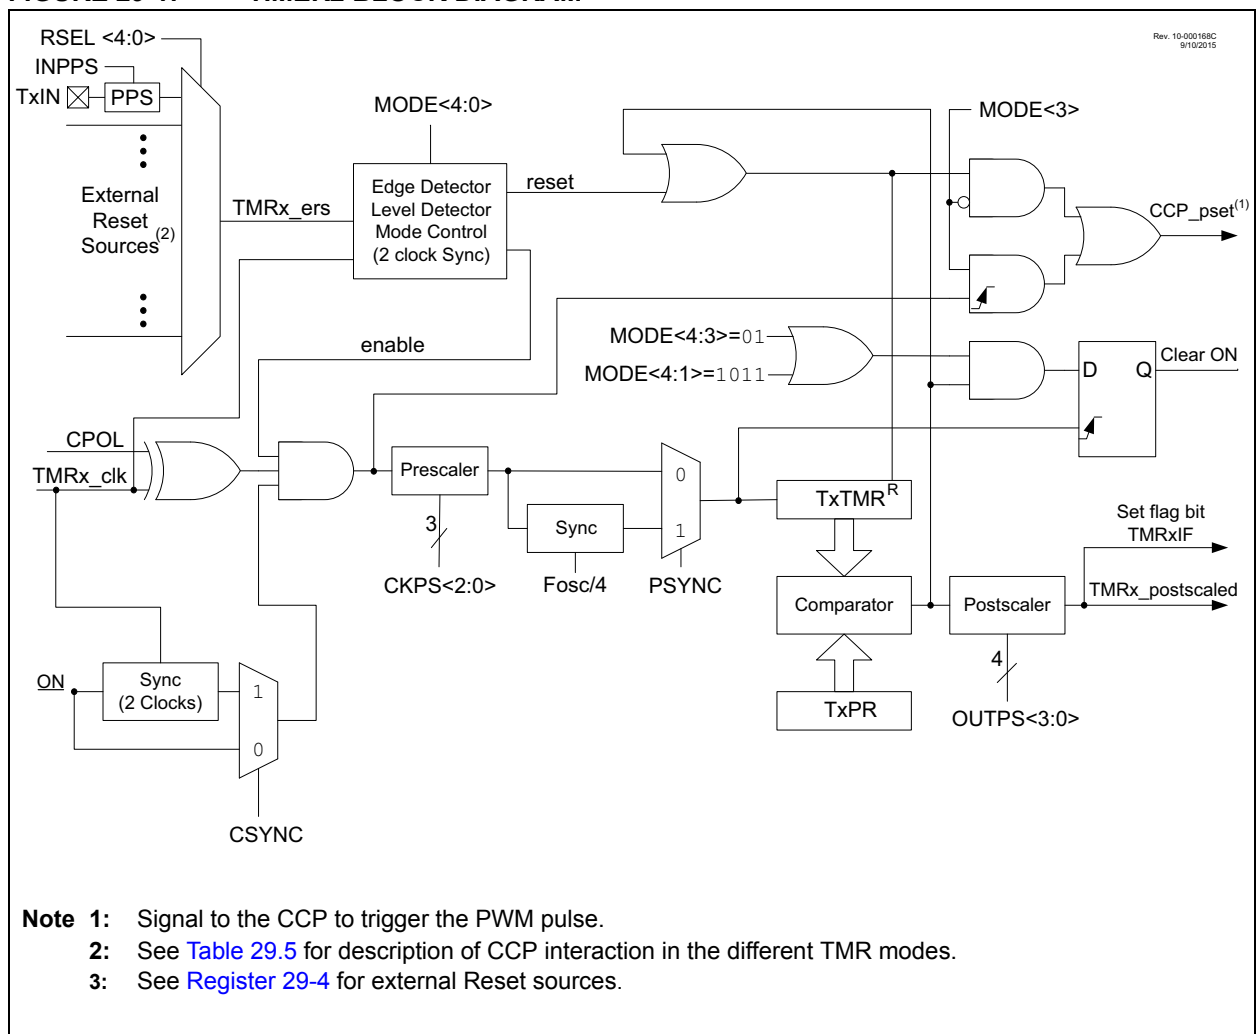 RSEL <4:0>
INPPS
TxIN
PPS
Rev. 10-000168C
9/10/2015
MODE<4:0>
MODE<3>
External
Reset
Sources(2)
TMRx_ers
Edge Detector
Level Detector
Mode Control
(2 clock Sync)
reset
CCP_pset(1)
enable
MODE<4:3>=01
MODE<4:1>=1011
D
Q
Clear ON
CPOL
TMRx_clk
Prescaler
3
CKPS<2:0>
Sync
Fosc/4
0
1
PSYNC
TxTMR
R
Comparator
TxPR
Postscaler
4
OUTPS<3:0>
Set flag bit
TMRxIF
TMRx_postscaled
ON
Sync
(2 Clocks)
1
0
CSYNC
Note 1: Signal to the CCP to trigger the PWM pulse.
2: See Table 29.5 for description of CCP interaction in the different TMR modes.
3: See Register 29-4 for external Reset sources.